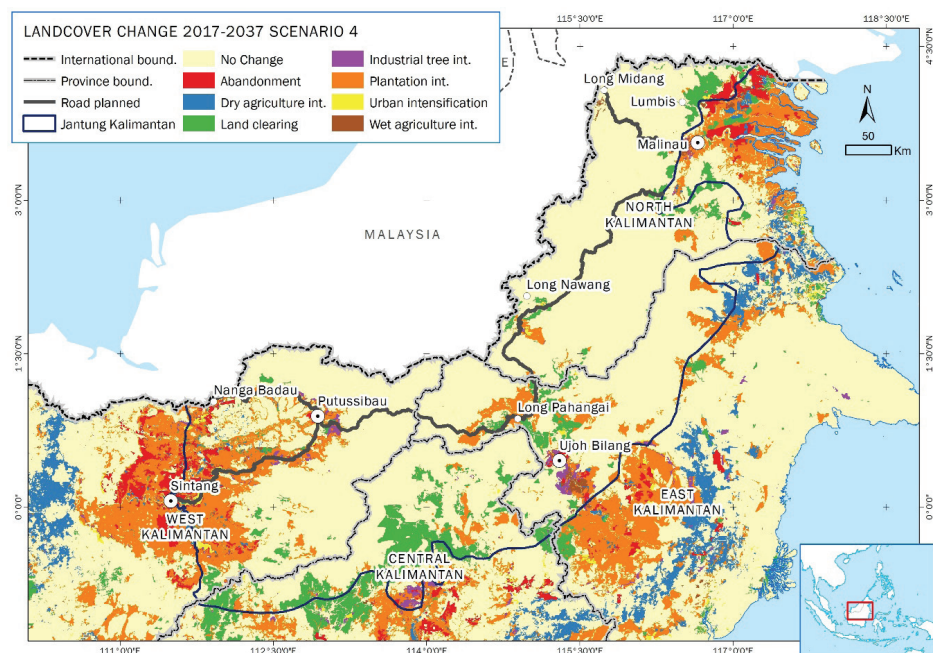 LANDCOVER CHANGE 2017-2037 SCENARIO 4
International bound.
Province bound.
Road planned
Jantung Kalimantan
No Change
Abandonment
Dry agriculture int.
Land clearing
Industrial tree int.
Plantation int.
Urban intensification
Wet agriculture int.
115°30'0"E
117°0'0"E
118°30'0"E
4°30'0"N
4°30'0"N
E
N
50
Km
Long Midang
Lumbis
Malinau
3°0'0"N
3°0'0"N
NORTH
KALIMANTAN
MALAYSIA
Long Nawang
1°30'0"N
1°30'0"N
Nanga Badau
Putussibau
Long Pahangai
Ujoh Bilang
Sintang
EAST
KALIMANTAN
0°0'0"
0°0'0"
WEST
KALIMANTAN
CENTRAL
KALIMANTAN
111°0'0"E
112°30'0"E
114°0'0"E
115°30'0"E
117°0'0"E